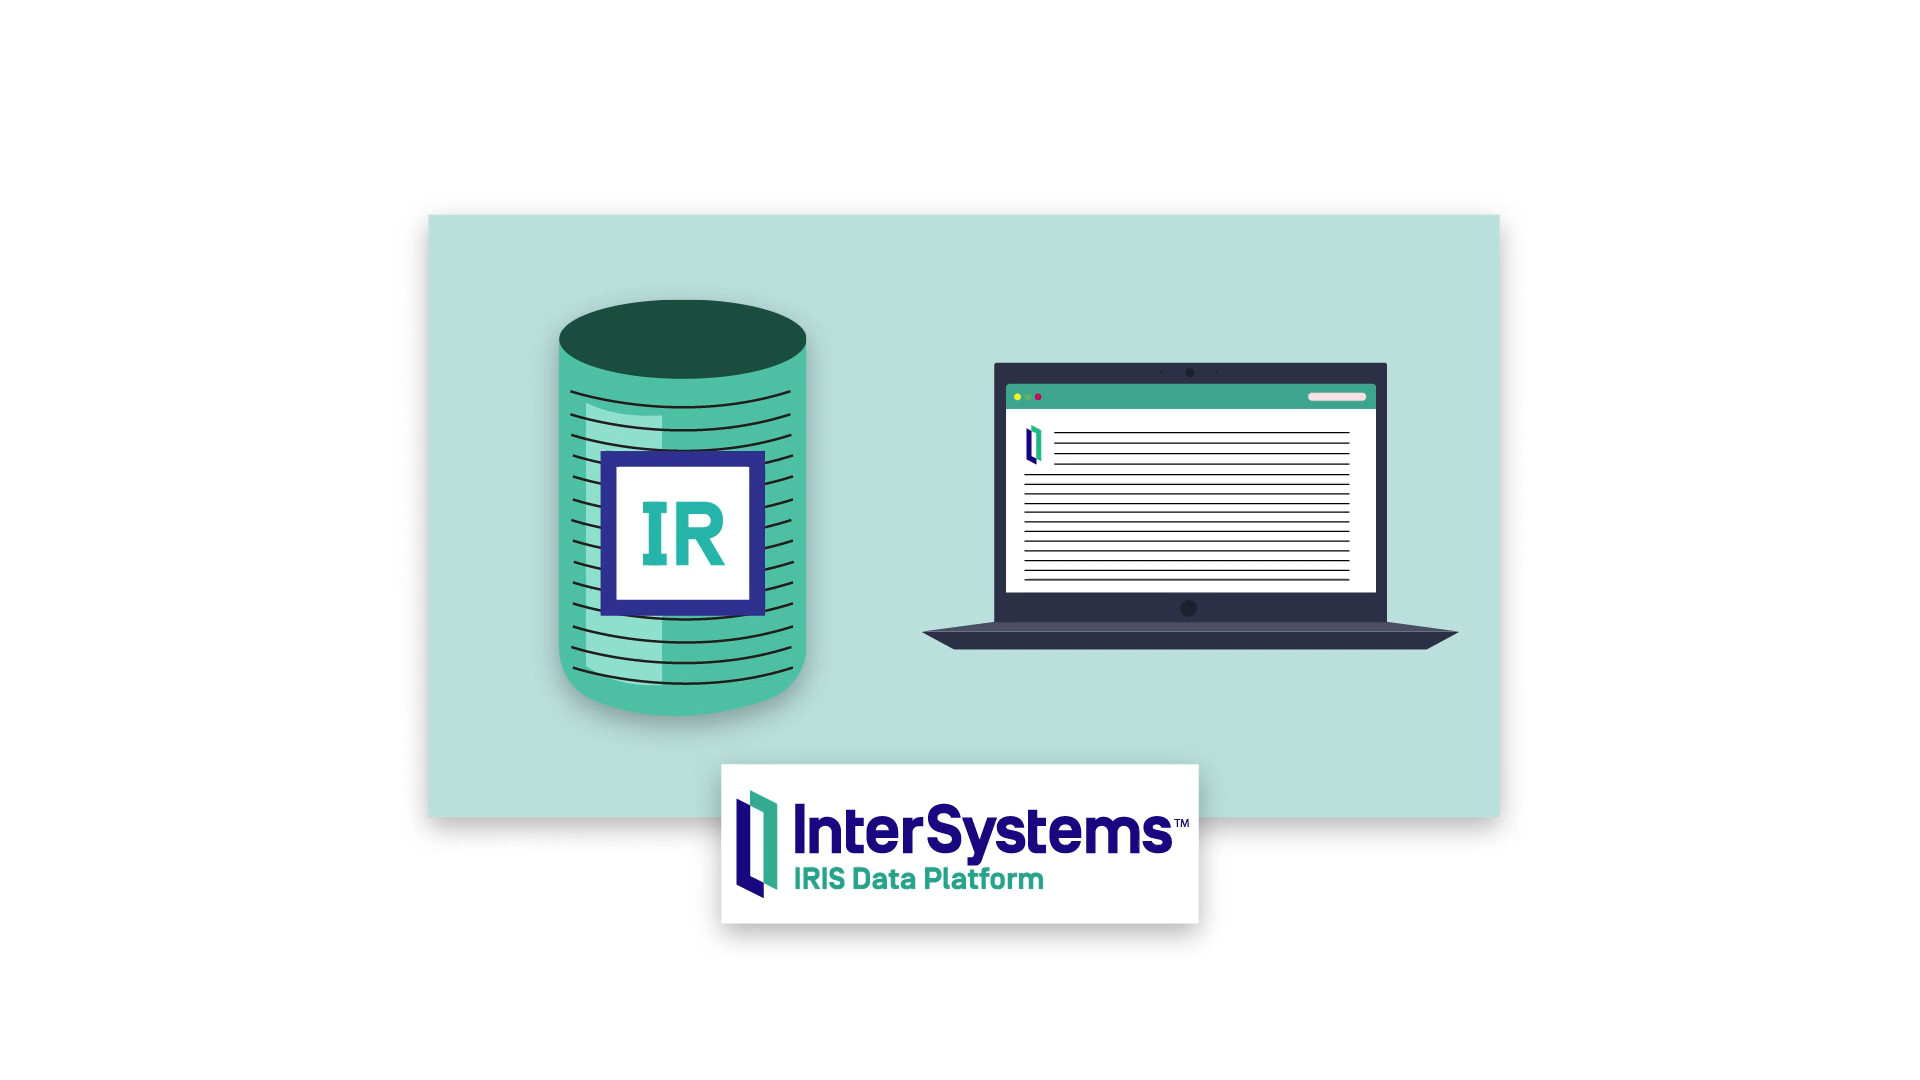 IR
InterSystems™
IRIS Data Platform